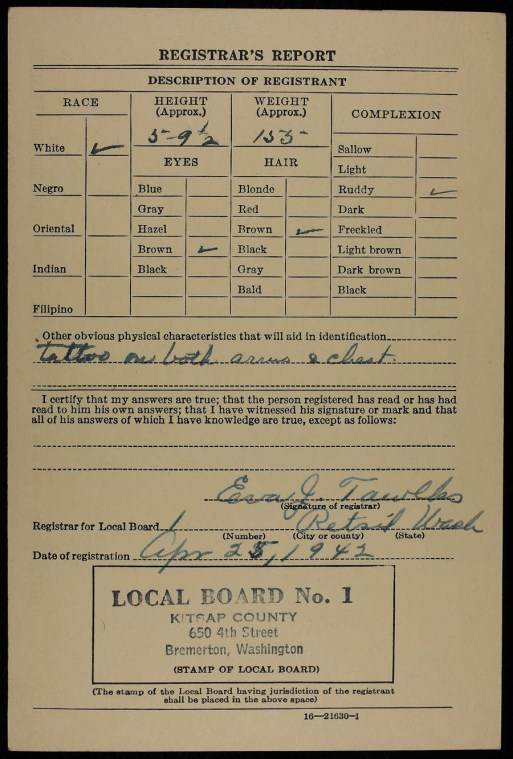 REGISTRAR'S REPORT
DESCRIPTION OF REGISTRANT
RACE
HEIGHT (Approx.)
WEIGHT (Approx.)
COMPLEXION
5-9 1/2
155
White ✓
EYES
HAIR
Sallow
Light
Negro
Blue
Blonde
Ruddy ✓
Gray
Red
Dark
Oriental
Hazel
Brown ✓
Freckled
Brown ✓
Black
Light brown
Indian
Black
Gray
Dark brown
Bald
Black
Filipino
Other obvious physical characteristics that will aid in identification
tattoo on both arms & chest.
I certify that my answers are true; that the person registered has read or has had
read to him his own answers; that I have witnessed his signature or mark and that
all of his answers of which I have knowledge are true, except as follows:
Eva J.
(Signature of registrar)
Registrar for Local Board 1 Retsil Wash
(Number) (City or county) (State)
Date of registration Apr 25, 1942
LOCAL BOARD No. 1
KITSAP COUNTY
650 4th Street
Bremerton, Washington
(STAMP OF LOCAL BOARD)
(The stamp of the Local Board having jurisdiction of the registrant
shall be placed in the above space)
16—21630-1